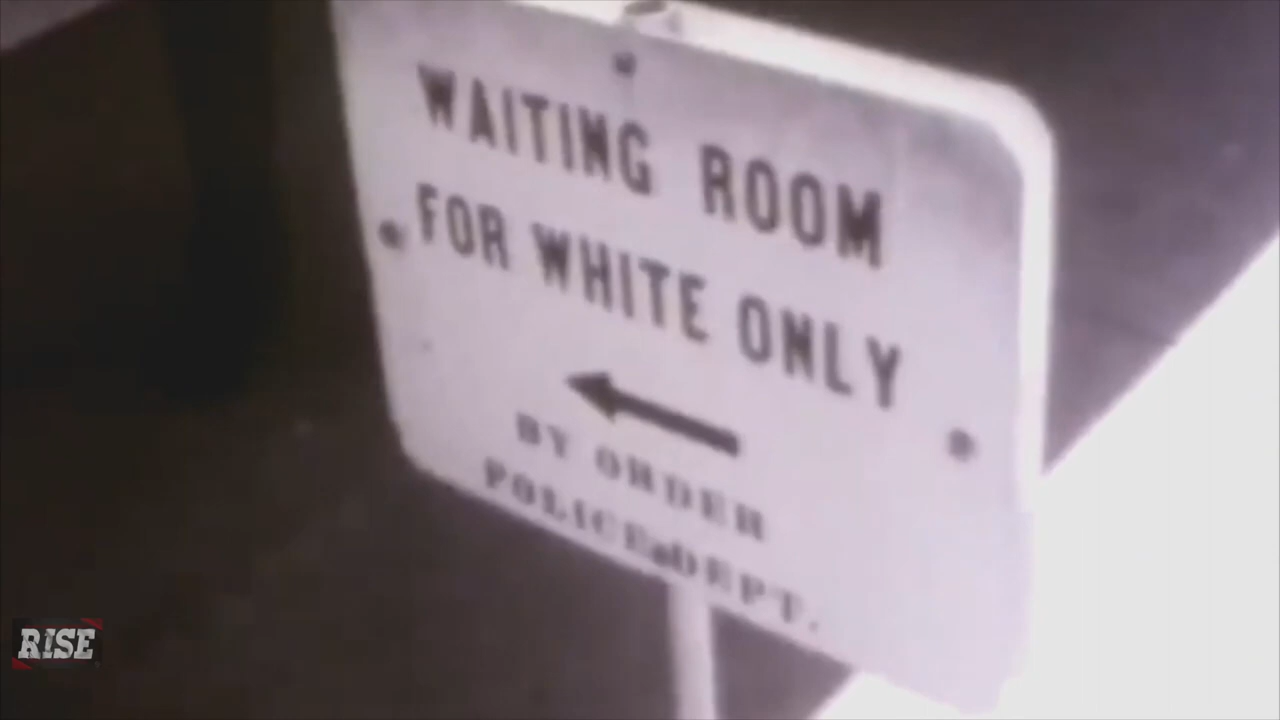 WAITING ROOM
FOR WHITE ONLY
BY ORDER
POLICE DEPT.
RISE